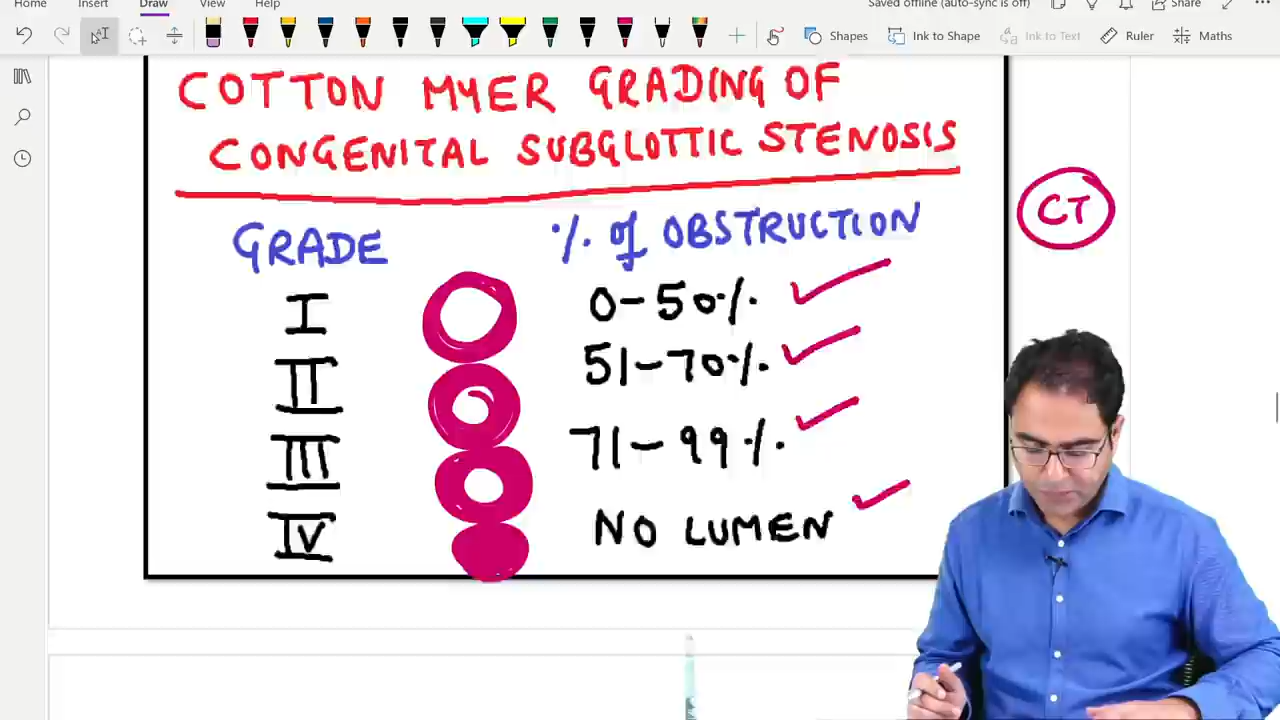 Home Insert Draw View Help Saved offline (auto-sync is off) Share
Shapes Ink to Shape Ink to Text Ruler Maths
COTTON MYER GRADING OF
CONGENITAL SUBGLOTTIC STENOSIS
CT
GRADE % of OBSTRUCTION
I 0-50%
II 51-70%
III 71-99%
IV NO LUMEN